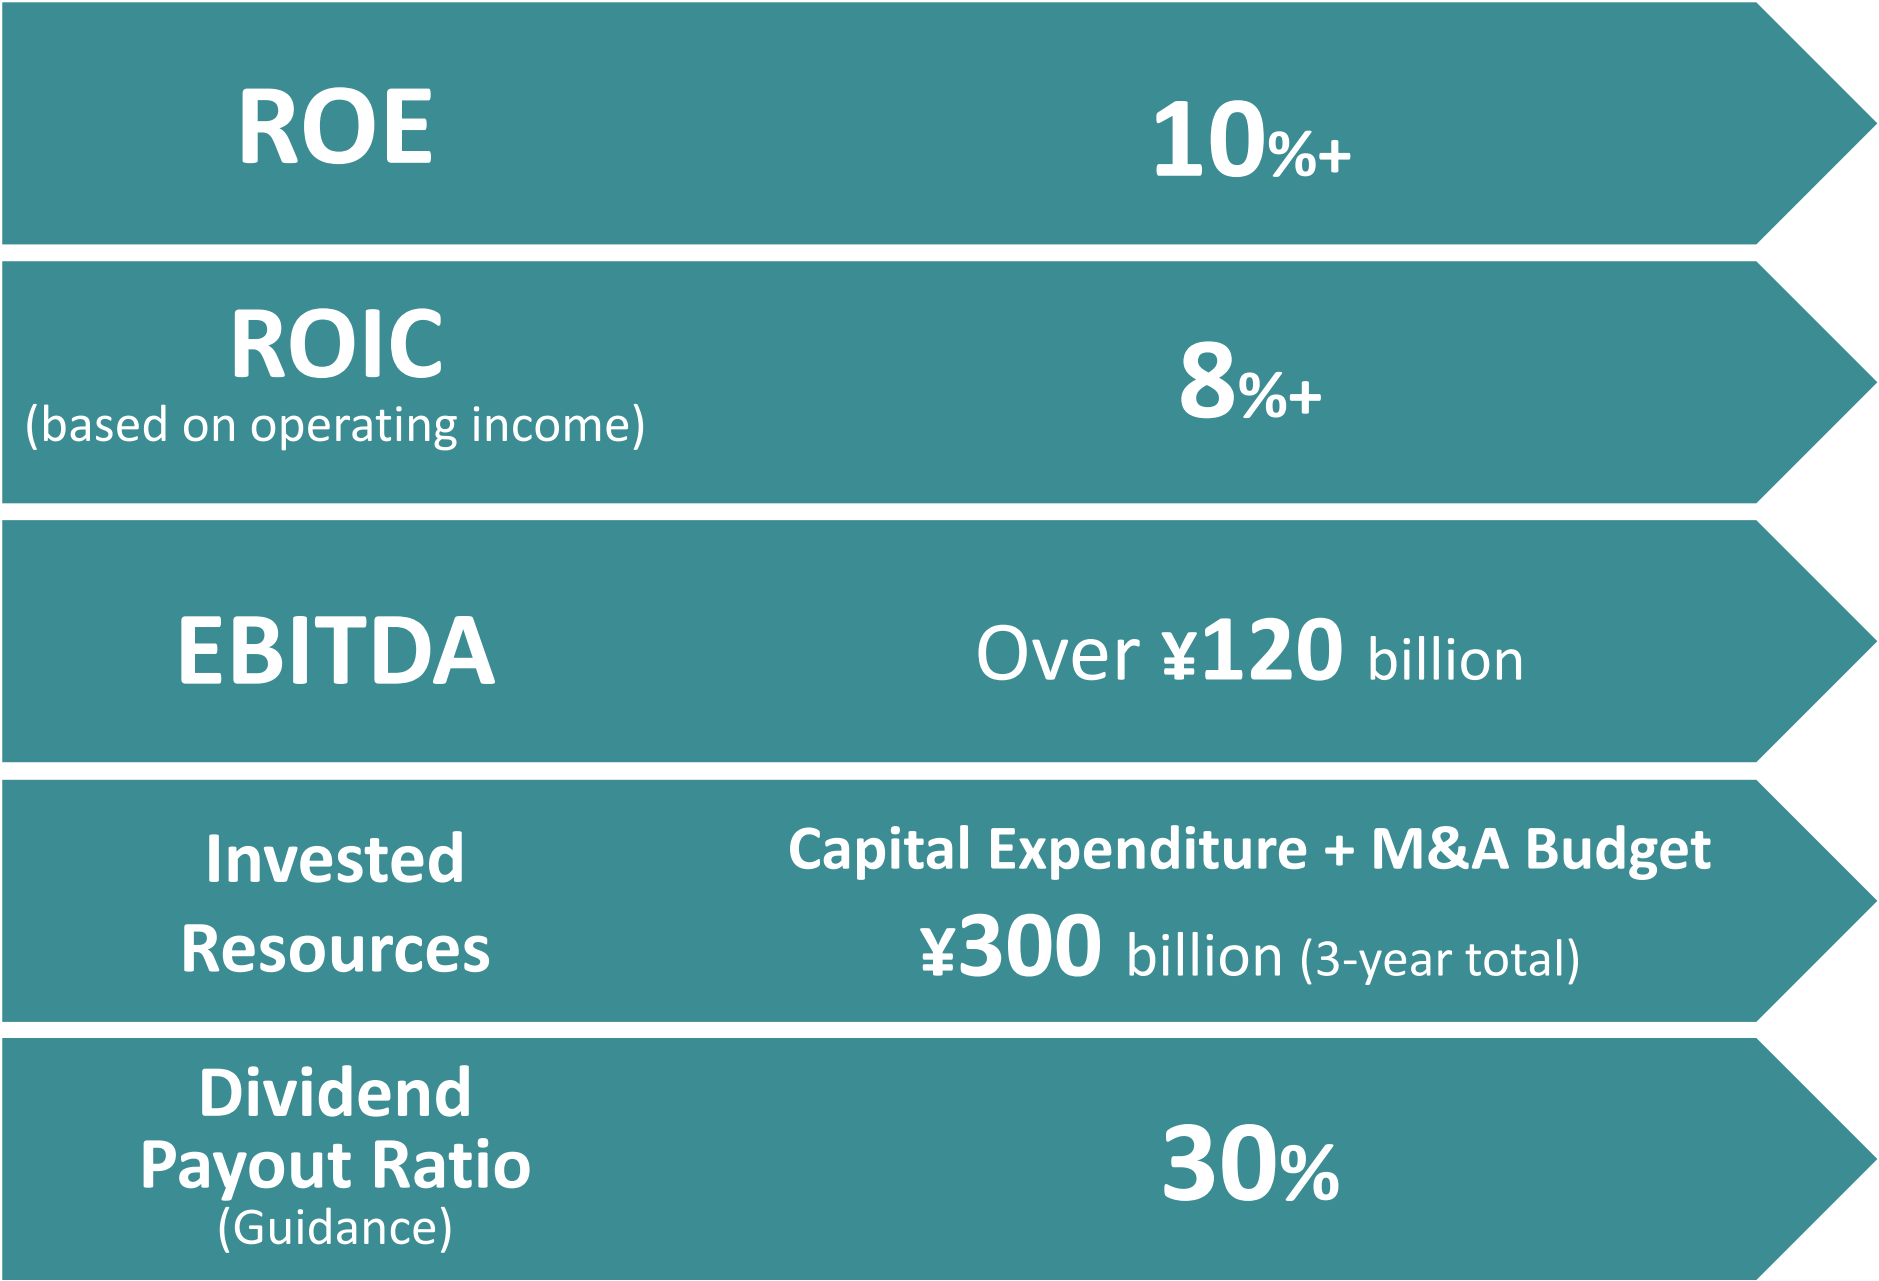 ROE
10%+
ROIC
(based on operating income)
8%+
EBITDA
Over ¥120 billion
Invested
Resources
Capital Expenditure + M&A Budget
¥300 billion (3-year total)
Dividend
Payout Ratio
(Guidance)
30%